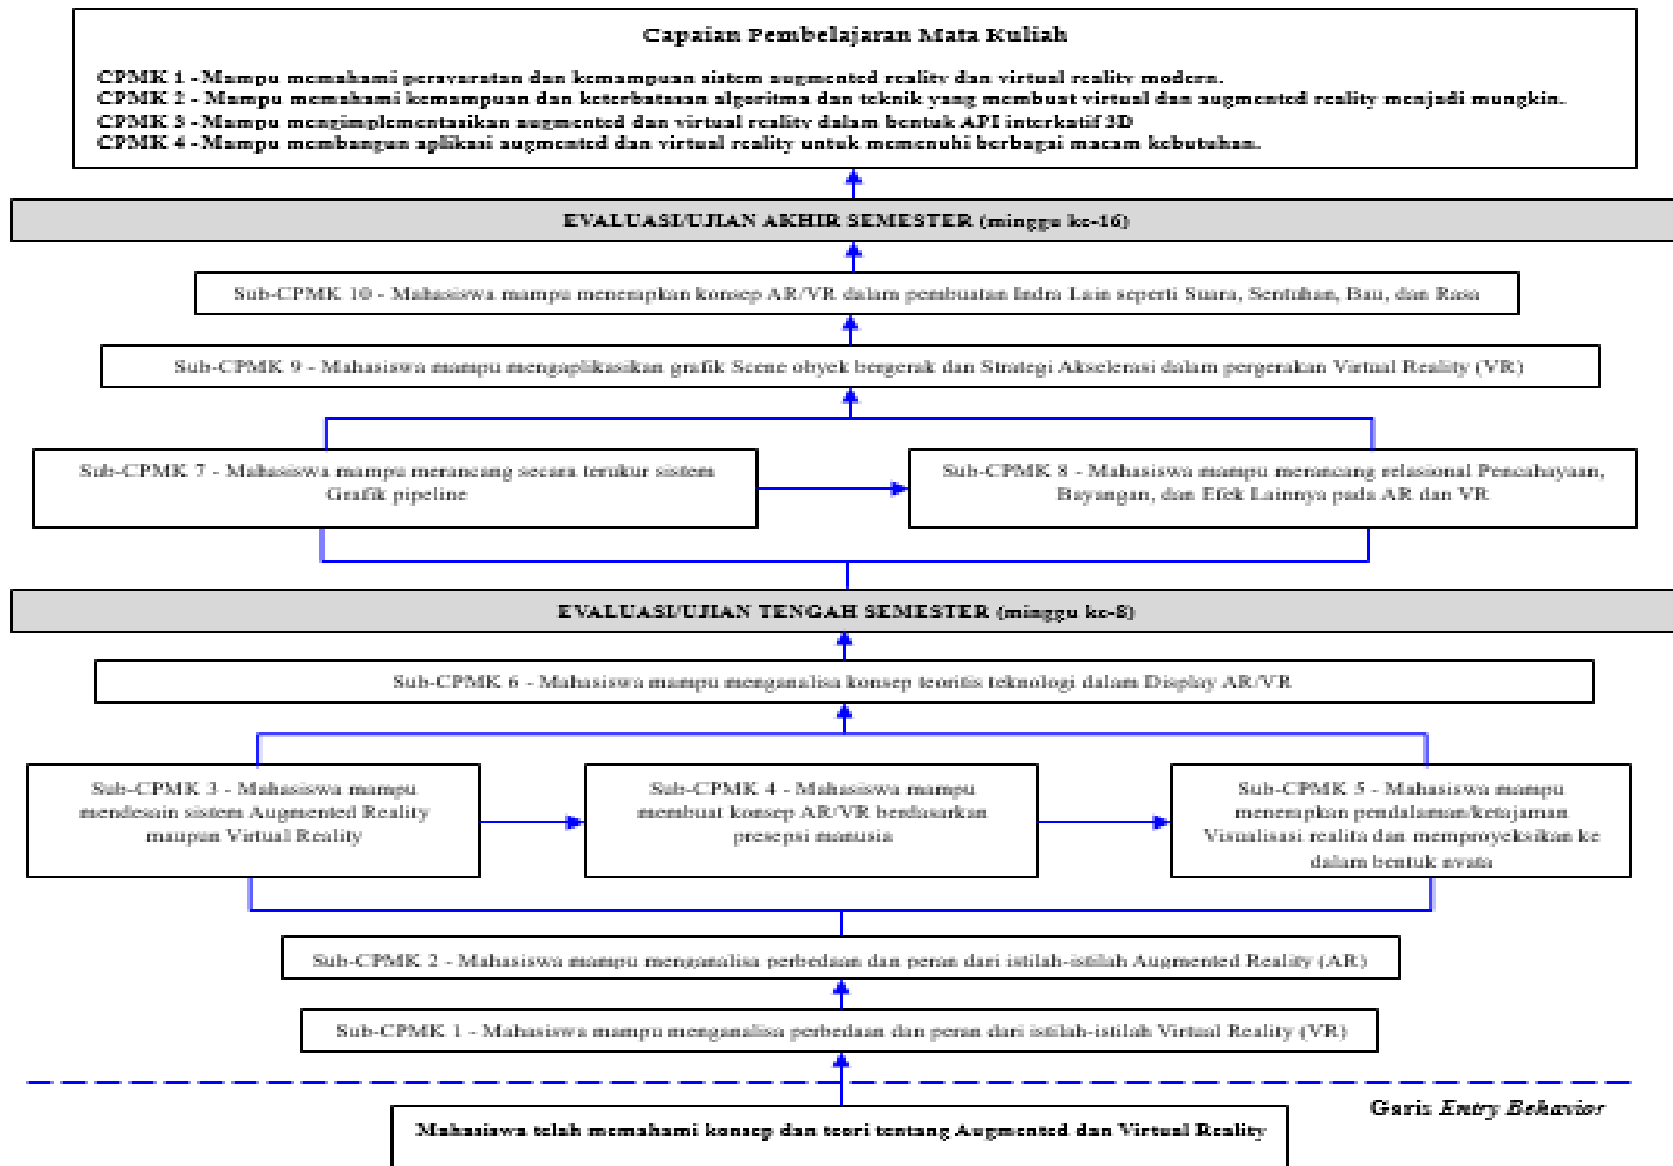 Capaian Pembelajaran Mata Kuliah
CPMK 1 - Mampu memahami persyaratan dan kemampuan sistem augmented reality dan virtual reality modern.
CPMK 2 - Mampu memahami kemampuan dan keterbatasan algoritma dan teknik yang membuat virtual dan augmented reality menjadi mungkin.
CPMK 3 - Mampu mengimplementasikan augmented dan virtual reality dalam bentuk API interkatif 3D
CPMK 4 - Mampu membangun aplikasi augmented dan virtual reality untuk memenuhi berbagai macam kebutuhan.
EVALUASI/UJIAN AKHIR SEMESTER (minggu ke-16)
Sub-CPMK 10 - Mahasiswa mampu menerapkan konsep AR/VR dalam pembuatan Indra Lain seperti Suara, Sentuhan, Bau, dan Rasa
Sub-CPMK 9 - Mahasiswa mampu mengaplikasikan grafik Scene obyek bergerak dan Strategi Akselerasi dalam pergerakan Virtual Reality (VR)
Sub-CPMK 7 - Mahasiswa mampu merancang secara terukur sistem
Grafik pipeline
Sub-CPMK 8 - Mahasiswa mampu merancang relasional Pencahayaan,
Bayangan, dan Efek Lainnya pada AR dan VR
EVALUASI/UJIAN TENGAH SEMESTER (minggu ke-8)
Sub-CPMK 6 - Mahasiswa mampu menganalisa konsep teoritis teknologi dalam Display AR/VR
Sub-CPMK 3 - Mahasiswa mampu
mendesain sistem Augmented Reality
maupun Virtual Reality
Sub-CPMK 4 - Mahasiswa mampu
membuat konsep AR/VR berdasarkan
presepsi manusia
Sub-CPMK 5 - Mahasiswa mampu
menerapkan pendalaman/ketajaman
Visualisasi realita dan memproyeksikan ke
dalam bentuk nyata
Sub-CPMK 2 - Mahasiswa mampu menganalisa perbedaan dan peran dari istilah-istilah Augmented Reality (AR)
Sub-CPMK 1 - Mahasiswa mampu menganalisa perbedaan dan peran dari istilah-istilah Virtual Reality (VR)
Garis Entry Behavior
Mahasiswa telah memahami konsep dan teori tentang Augmented dan Virtual Reality